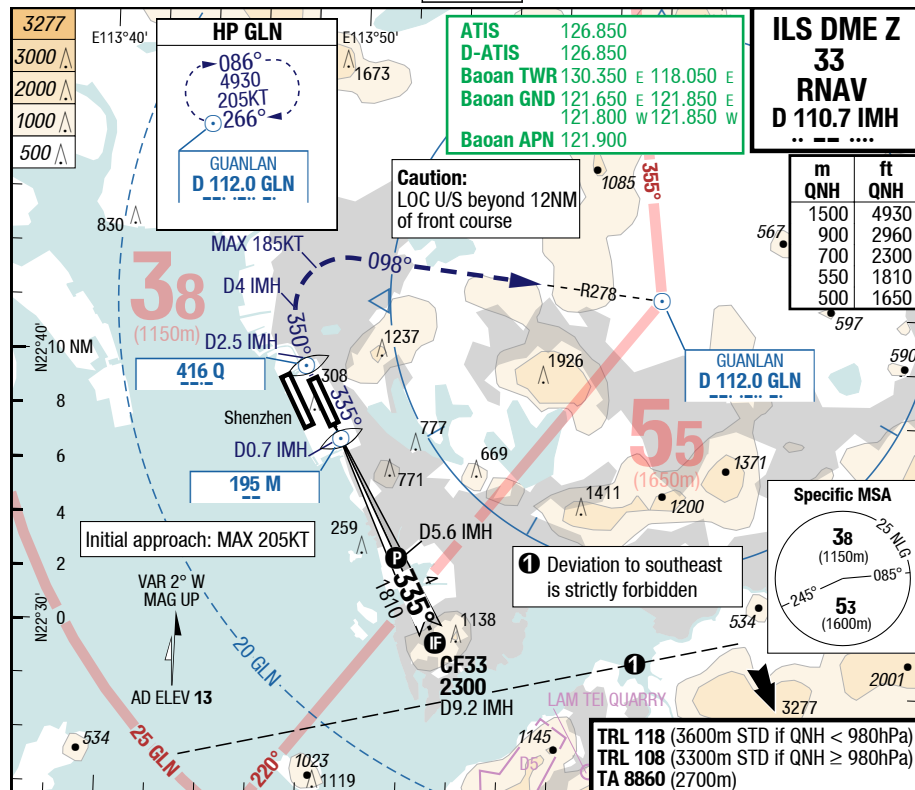 3277
3000
2000
1000
500
E113°40'
HP GLN
086°
4930
205KT
266°
GUANLAN
D 112.0 GLN
E113°50'
1673
ATIS 126.850
D-ATIS 126.850
Baoan TWR 130.350 E 118.050 E
Baoan GND 121.650 E 121.850 E
121.800 W 121.850 W
Baoan APN 121.900
ILS DME Z
33
RNAV
D 110.7 IMH
m ft
QNH QNH
1500 4930
900 2960
700 2300
550 1810
500 1650
Caution:
LOC U/S beyond 12NM
of front course
1085
355°
567
597
590
830
38
(1150m)
MAX 185KT
098°
R278
D4 IMH
350°
N22°40'
10 NM
D2.5 IMH
416 Q
308
335°
1237
1926
GUANLAN
D 112.0 GLN
8
Shenzhen
D0.7 IMH
6
195 M
777
771
669
55
(1650m)
1411
1200
1371
4
259
Initial approach: MAX 205KT
D5.6 IMH
P
2
4
335°
1810
1 Deviation to southeast
is strictly forbidden
Specific MSA
38
(1150m)
25 NLG
085°
245°
53
(1600m)
VAR 2° W
MAG UP
N22°30'
0
1138
IF
CF33
2300
D9.2 IMH
534
1
2001
3277
AD ELEV 13
20 GLN
25 GLN
220°
534
1023
1119
LAM TEI QUARRY
1145
D5
TRL 118 (3600m STD if QNH < 980hPa)
TRL 108 (3300m STD if QNH ≥ 980hPa)
TA 8860 (2700m)